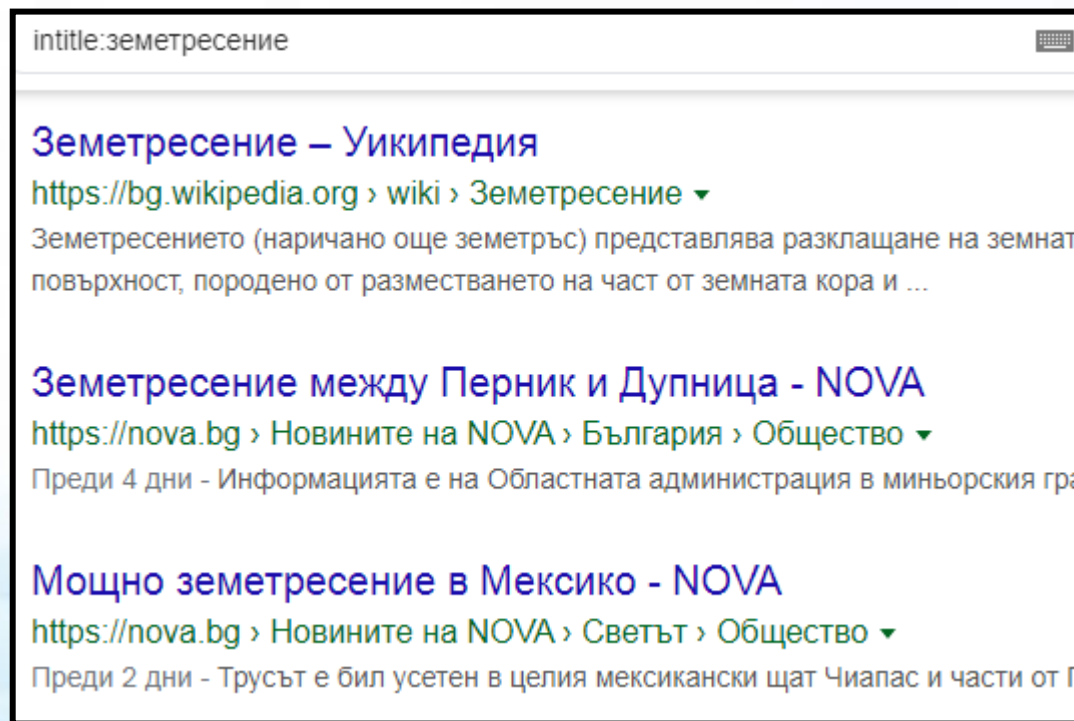 intitle:земетресение
Земетресение – Уикипедия
https://bg.wikipedia.org › wiki › Земетресение
Земетресението (наричано още земетръс) представлява разклащане на земнат
повърхност, породено от разместването на част от земната кора и ...
Земетресение между Перник и Дупница - NOVA
https://nova.bg › Новините на NOVA › България › Общество
Преди 4 дни - Информацията е на Областната администрация в миньорския гра
Мощно земетресение в Мексико - NOVA
https://nova.bg › Новините на NOVA › Светът › Общество
Преди 2 дни - Трусът е бил усетен в целия мексикански щат Чиапас и части от